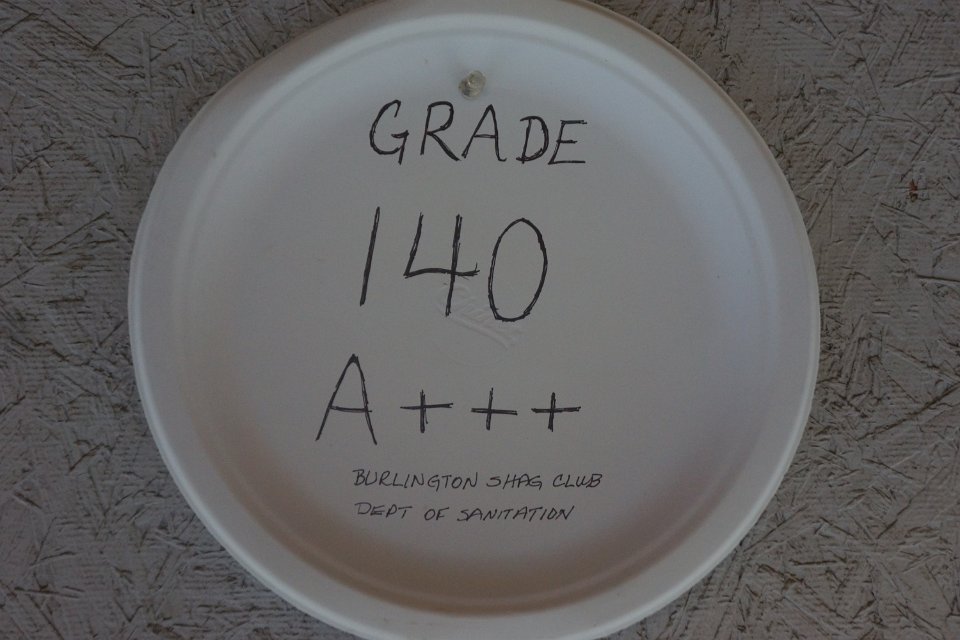 GRADE
140
A+++
BURLINGTON SHAG CLUB
DEPT OF SANITATION